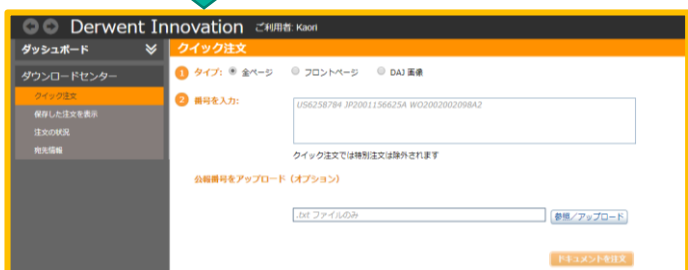 Derwent Innovation ご利用者: Kaori
ダッシュボード
クイック注文
ダウンロードセンター
クイック注文
保存した注文を表示
注文の状況
宛先情報
1 タイプ: 全ページ フロントページ DAJ 画像
2 番号を入力:
US6258784 JP2001156625A WO2002002098A2
クイック注文では特別注文は除外されます
公報番号をアップロード (オプション)
.txt ファイルのみ
参照/アップロード
ドキュメントを注文